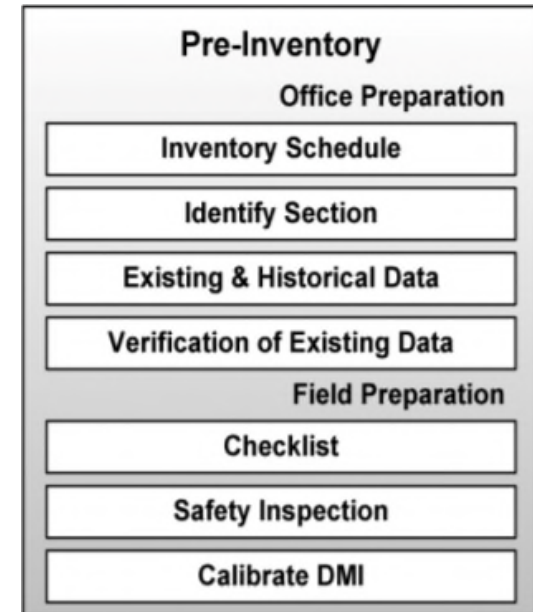 Pre-Inventory
Office Preparation
Inventory Schedule
Identify Section
Existing & Historical Data
Verification of Existing Data
Field Preparation
Checklist
Safety Inspection
Calibrate DMI